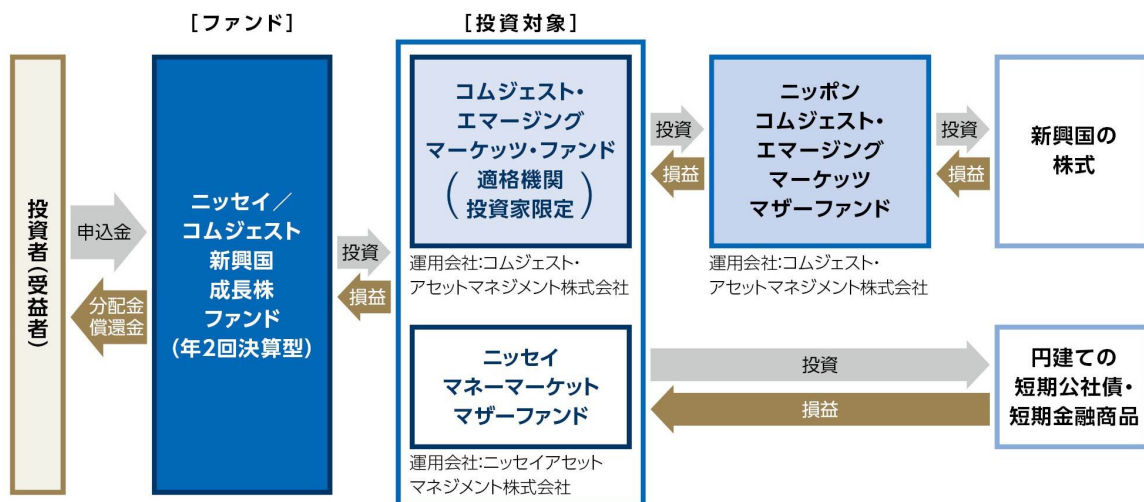 [ファンド]
[投資対象]
投資者(受益者)
申込金
分配金
償還金
ニッセイ／
コムジェスト
新興国
成長株
ファンド
(年2回決算型)
投資
損益
コムジェスト・
エマージング
マーケッツ・ファンド
(適格機関
投資家限定)
運用会社:コムジェスト・
アセットマネジメント株式会社
投資
損益
ニッポン
コムジェスト・
エマージング
マーケッツ
マザーファンド
運用会社:コムジェスト・
アセットマネジメント株式会社
投資
損益
新興国の
株式
ニッセイ
マネーマーケット
マザーファンド
運用会社:ニッセイアセット
マネジメント株式会社
投資
損益
円建ての
短期公社債・
短期金融商品